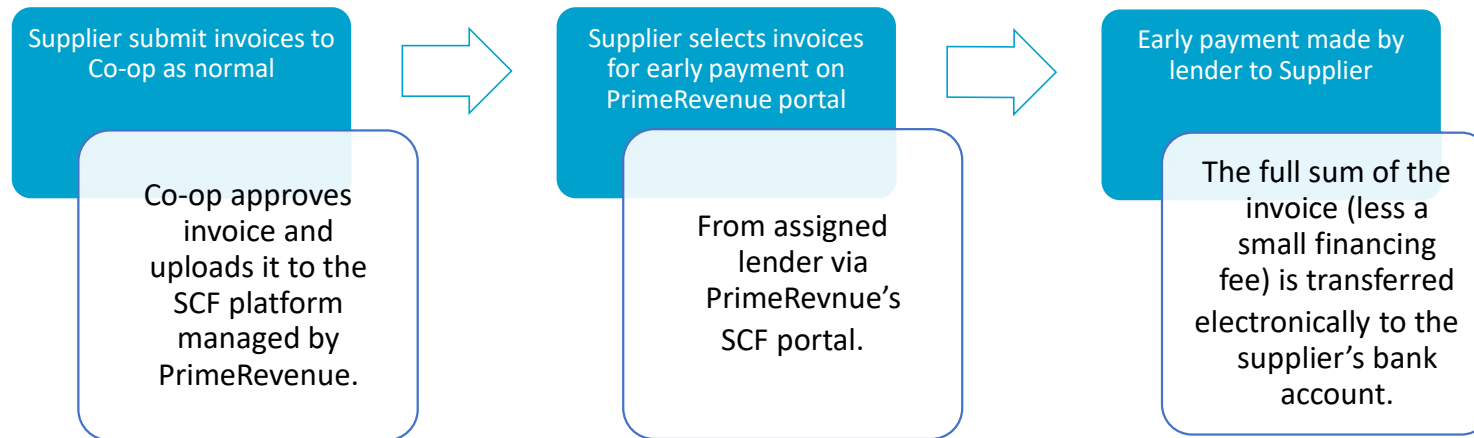 Supplier submit invoices to
Co-op as normal
Co-op approves
invoice and
uploads it to the
SCF platform
managed by
PrimeRevenue.
Supplier selects invoices
for early payment on
PrimeRevenue portal
From assigned
lender via
PrimeRevnue’s
SCF portal.
Early payment made by
lender to Supplier
The full sum of the
invoice (less a
small financing
fee) is transferred
electronically to the
supplier’s bank
account.